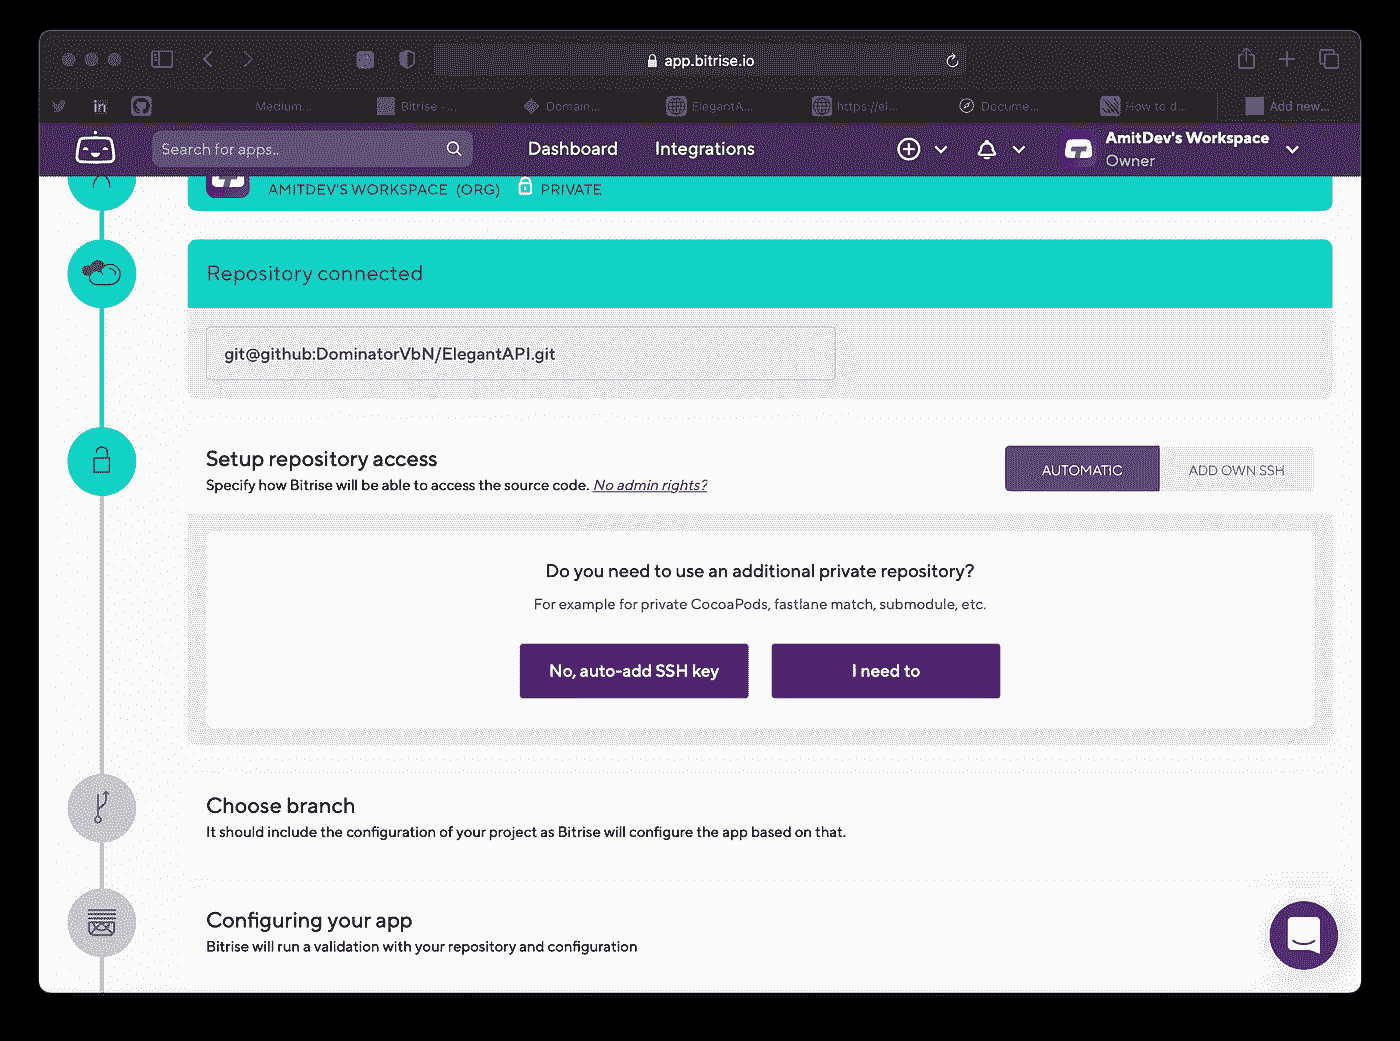 app.bitrise.io
in
Medium...
Bitrise - ...
Domain...
ElegantA...
https://ei...
Docume...
How to d...
Add new...
Search for apps..
Dashboard
Integrations
AmitDev's Workspace
Owner
AMITDEV'S WORKSPACE (ORG)
PRIVATE
Repository connected
git@github:DominatorVbN/ElegantAPI.git
Setup repository access
Specify how Bitrise will be able to access the source code. No admin rights?
AUTOMATIC
ADD OWN SSH
Do you need to use an additional private repository?
For example for private CocoaPods, fastlane match, submodule, etc.
No, auto-add SSH key
I need to
Choose branch
It should include the configuration of your project as Bitrise will configure the app based on that.
Configuring your app
Bitrise will run a validation with your repository and configuration